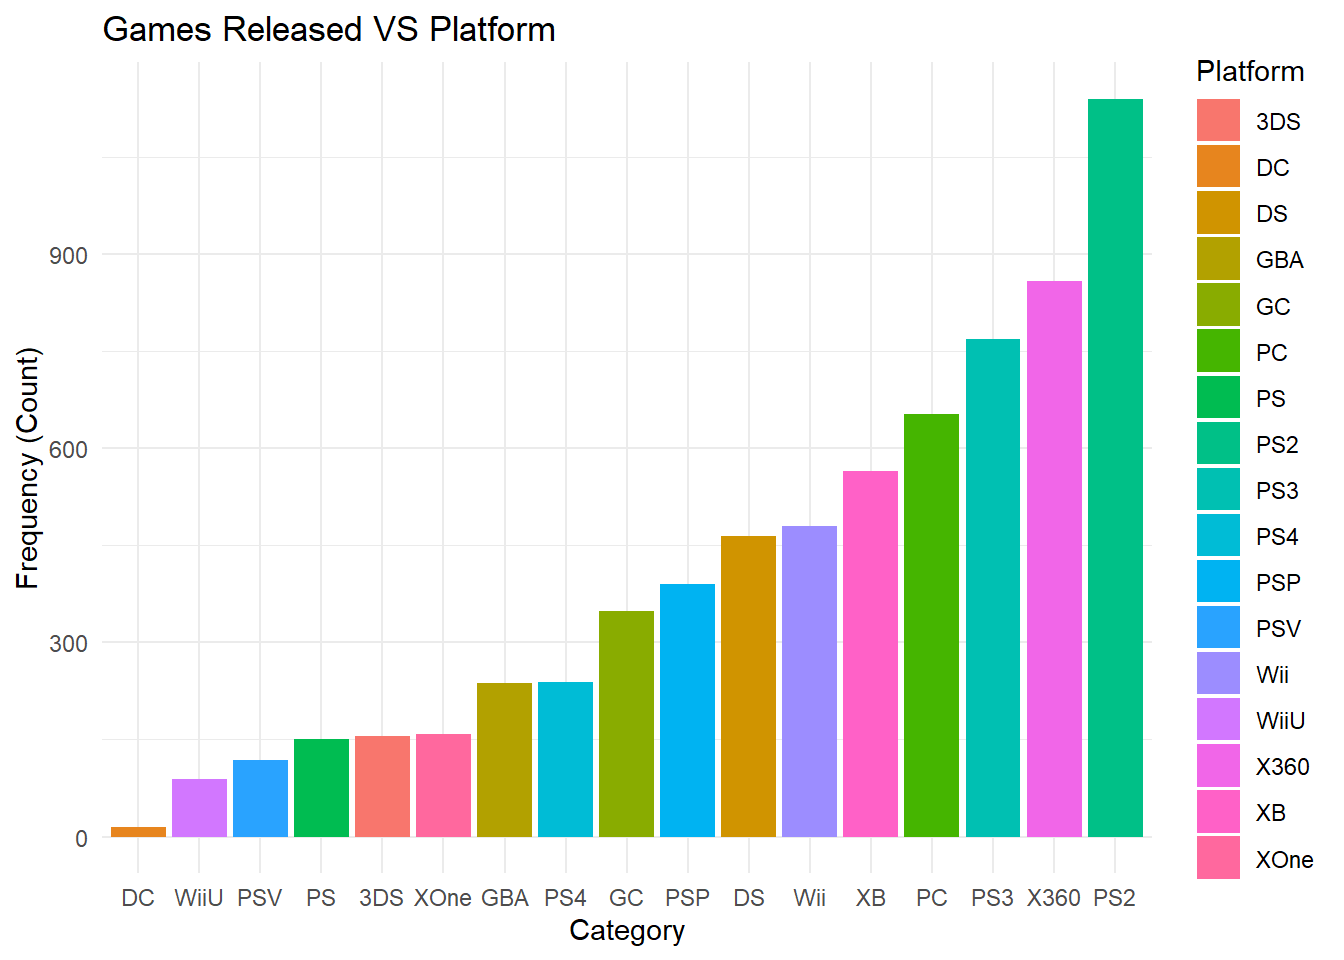 Games Released VS Platform
Frequency (Count)
900
600
300
0
DC WiiU PSV PS 3DS XOne GBA PS4 GC PSP DS Wii XB PC PS3 X360 PS2
Category
Platform
3DS
DC
DS
GBA
GC
PC
PS
PS2
PS3
PS4
PSP
PSV
Wii
WiiU
X360
XB
XOne